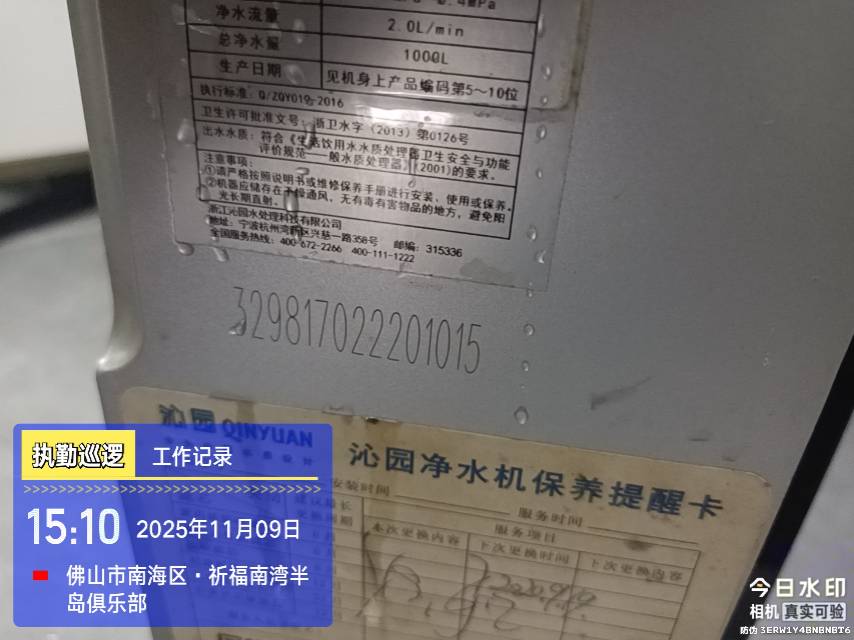 净水流量 2.0L/min
总净水量 1000L
生产日期 见机身上产品编码第5～10位
执行标准：Q/ZQY019-2016
卫生许可批准文号：浙卫水字（2013）第0126号
出水水质：符合《生活饮用水水质处理器卫生安全与功能
评价规范——一般水质处理器》（2001）的要求。
注意事项：
①请严格按照说明书或维修保养手册进行安装、使用或保养。
②机器应储存在干燥通风、无有毒有害物品的地方，避免阳
光长期直射。
浙江沁园水处理科技有限公司
地址：宁波杭州湾新区兴慈一路358号 邮编：315336
全国服务热线：400-672-2266 400-111-1222
329817022201015
沁园 QINYUAN
沁园净水机保养提醒卡
安装时间
服务时间
服务项目
本次更换内容 下次更换时间 下次更换内容
执勤巡逻 工作记录
15:10 2025年11月09日
佛山市南海区·祈福南湾半
岛俱乐部
今日水印
相机 真实可验
防伪 3ERW1Y4BNBNBT6